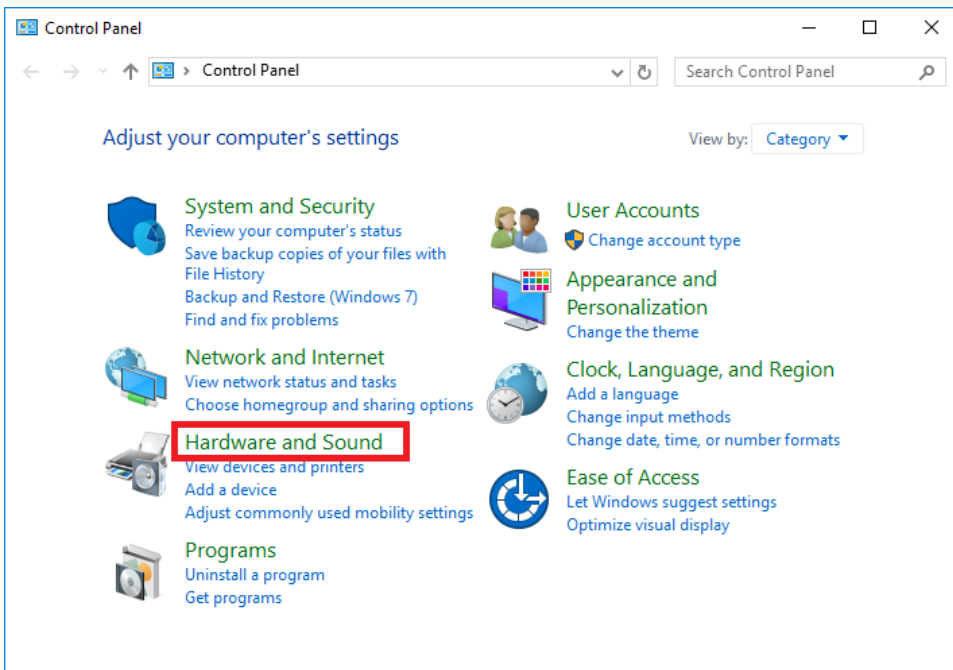 Control Panel
Control Panel
Search Control Panel
Adjust your computer's settings
View by: Category
System and Security
Review your computer's status
Save backup copies of your files with
File History
Backup and Restore (Windows 7)
Find and fix problems
Network and Internet
View network status and tasks
Choose homegroup and sharing options
Hardware and Sound
View devices and printers
Add a device
Adjust commonly used mobility settings
Programs
Uninstall a program
Get programs
User Accounts
Change account type
Appearance and
Personalization
Change the theme
Clock, Language, and Region
Add a language
Change input methods
Change date, time, or number formats
Ease of Access
Let Windows suggest settings
Optimize visual display